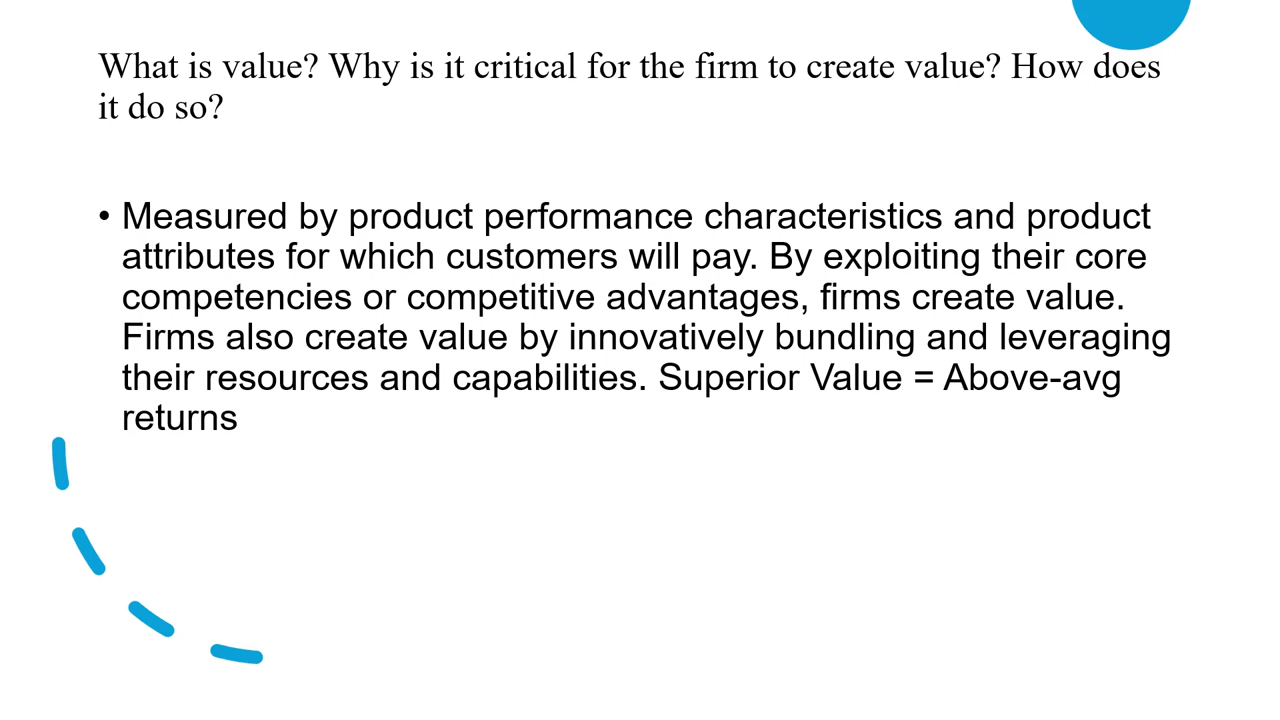 What is value? Why is it critical for the firm to create value? How does
it do so?
• Measured by product performance characteristics and product
attributes for which customers will pay. By exploiting their core
competencies or competitive advantages, firms create value.
Firms also create value by innovatively bundling and leveraging
their resources and capabilities. Superior Value = Above-avg
returns